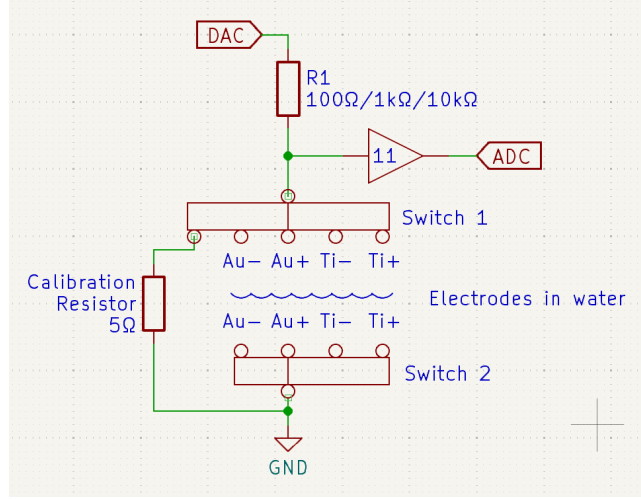 DAC
R1
100Ω/1kΩ/10kΩ
11
ADC
Switch 1
Au− Au+ Ti− Ti+
Calibration
Resistor
5Ω
Electrodes in water
Au− Au+ Ti− Ti+
Switch 2
GND